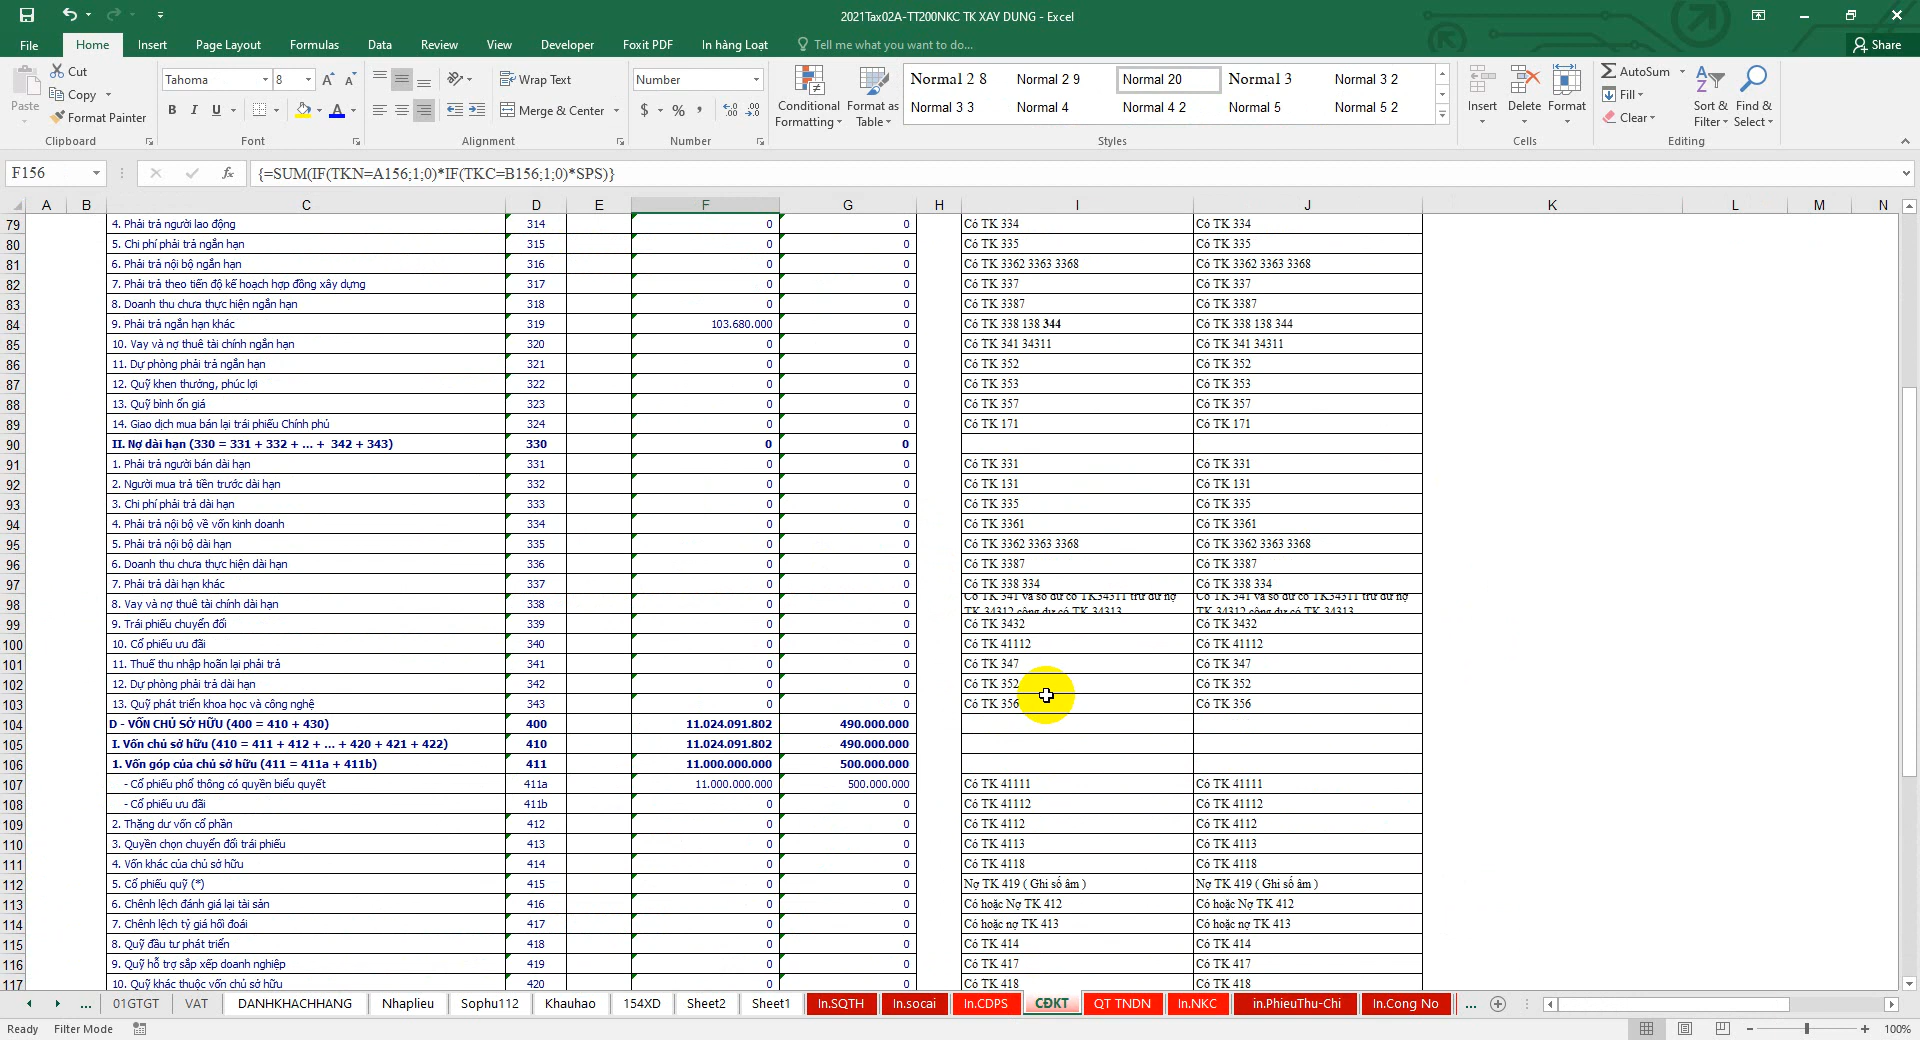 2021Tax02A-TT200NKC TK XAY DUNG - Excel
File Home Insert Page Layout Formulas Data Review View Developer Foxit PDF In hàng Loạt Tell me what you want to do... Share
Paste Cut Copy Format Painter
Tahoma 8
B I U
Wrap Text
Merge & Center
Number
$ %
Conditional Formatting Format as Table
Normal 2 8 Normal 2 9 Normal 20 Normal 3 Normal 3 2
Normal 3 3 Normal 4 Normal 4 2 Normal 5 Normal 5 2
Insert Delete Format
AutoSum Fill Clear
Sort & Filter Find & Select
Clipboard Font Alignment Number Styles Cells Editing
F156 fx {=SUM(IF(TKN=A156;1;0)*IF(TKC=B156;1;0)*SPS)}
A B C D E F G H I J K L M N
79 4. Phải trả người lao động 314 0 0 Có TK 334 Có TK 334
80 5. Chi phí phải trả ngắn hạn 315 0 0 Có TK 335 Có TK 335
81 6. Phải trả nội bộ ngắn hạn 316 0 0 Có TK 3362 3363 3368 Có TK 3362 3363 3368
82 7. Phải trả theo tiến độ kế hoạch hợp đồng xây dựng 317 0 0 Có TK 337 Có TK 337
83 8. Doanh thu chưa thực hiện ngắn hạn 318 0 0 Có TK 3387 Có TK 3387
84 9. Phải trả ngắn hạn khác 319 103.680.000 0 Có TK 338 138 344 Có TK 338 138 344
85 10. Vay và nợ thuê tài chính ngắn hạn 320 0 0 Có TK 341 34311 Có TK 341 34311
86 11. Dự phòng phải trả ngắn hạn 321 0 0 Có TK 352 Có TK 352
87 12. Quỹ khen thưởng, phúc lợi 322 0 0 Có TK 353 Có TK 353
88 13. Quỹ bình ổn giá 323 0 0 Có TK 357 Có TK 357
89 14. Giao dịch mua bán lại trái phiếu Chính phủ 324 0 0 Có TK 171 Có TK 171
90 II. Nợ dài hạn (330 = 331 + 332 + ... + 342 + 343) 330 0 0
91 1. Phải trả người bán dài hạn 331 0 0 Có TK 331 Có TK 331
92 2. Người mua trả tiền trước dài hạn 332 0 0 Có TK 131 Có TK 131
93 3. Chi phí phải trả dài hạn 333 0 0 Có TK 335 Có TK 335
94 4. Phải trả nội bộ về vốn kinh doanh 334 0 0 Có TK 3361 Có TK 3361
95 5. Phải trả nội bộ dài hạn 335 0 0 Có TK 3362 3363 3368 Có TK 3362 3363 3368
96 6. Doanh thu chưa thực hiện dài hạn 336 0 0 Có TK 3387 Có TK 3387
97 7. Phải trả dài hạn khác 337 0 0 Có TK 338 334 Có TK 338 334
98 8. Vay và nợ thuê tài chính dài hạn 338 0 0 Có TK 341 và số dư có TK34311 trừ dư nợ Có TK 341 và số dư có TK34311 trừ dư nợ
TK 34312 cộng dư có TK 34313 TK 34312 cộng dư có TK 34313
99 9. Trái phiếu chuyển đổi 339 0 0 Có TK 3432 Có TK 3432
100 10. Cổ phiếu ưu đãi 340 0 0 Có TK 41112 Có TK 41112
101 11. Thuế thu nhập hoãn lại phải trả 341 0 0 Có TK 347 Có TK 347
102 12. Dự phòng phải trả dài hạn 342 0 0 Có TK 352 Có TK 352
103 13. Quỹ phát triển khoa học và công nghệ 343 0 0 Có TK 356 Có TK 356
104 D - VỐN CHỦ SỞ HỮU (400 = 410 + 430) 400 11.024.091.802 490.000.000
105 I. Vốn chủ sở hữu (410 = 411 + 412 + ... + 420 + 421 + 422) 410 11.024.091.802 490.000.000
106 1. Vốn góp của chủ sở hữu (411 = 411a + 411b) 411 11.000.000.000 500.000.000
107 - Cổ phiếu phổ thông có quyền biểu quyết 411a 11.000.000.000 500.000.000 Có TK 41111 Có TK 41111
108 - Cổ phiếu ưu đãi 411b 0 0 Có TK 41112 Có TK 41112
109 2. Thặng dư vốn cổ phần 412 0 0 Có TK 4112 Có TK 4112
110 3. Quyền chọn chuyển đổi trái phiếu 413 0 0 Có TK 4113 Có TK 4113
111 4. Vốn khác của chủ sở hữu 414 0 0 Có TK 4118 Có TK 4118
112 5. Cổ phiếu quỹ (*) 415 0 0 Nợ TK 419 ( Ghi số âm ) Nợ TK 419 ( Ghi số âm )
113 6. Chênh lệch đánh giá lại tài sản 416 0 0 Có hoặc Nợ TK 412 Có hoặc Nợ TK 412
114 7. Chênh lệch tỷ giá hối đoái 417 0 0 Có hoặc nợ TK 413 Có hoặc nợ TK 413
115 8. Quỹ đầu tư phát triển 418 0 0 Có TK 414 Có TK 414
116 9. Quỹ hỗ trợ sắp xếp doanh nghiệp 419 0 0 Có TK 417 Có TK 417
117 10. Quỹ khác thuộc vốn chủ sở hữu 420 0 0 Có TK 418 Có TK 418
... 01GTGT VAT DANHKHACHHANG Nhaplieu Sophu112 Khauhao 154XD Sheet2 Sheet1 In.SQTH In.socai In.CDPS CĐKT QT TNDN In.NKC in.PhieuThu-Chi In.Cong No ...
Ready Filter Mode 100%